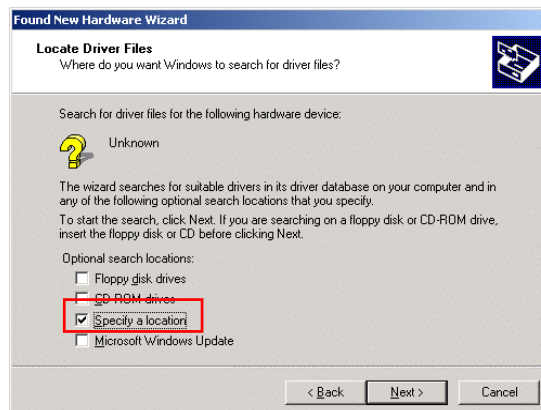 Found New Hardware Wizard
Locate Driver Files
Where do you want Windows to search for driver files?
Search for driver files for the following hardware device:
Unknown
The wizard searches for suitable drivers in its driver database on your computer and in
any of the following optional search locations that you specify.
To start the search, click Next. If you are searching on a floppy disk or CD-ROM drive,
insert the floppy disk or CD before clicking Next.
Optional search locations:
Floppy disk drives
CD-ROM drives
Specify a location
Microsoft Windows Update
< Back
Next >
Cancel